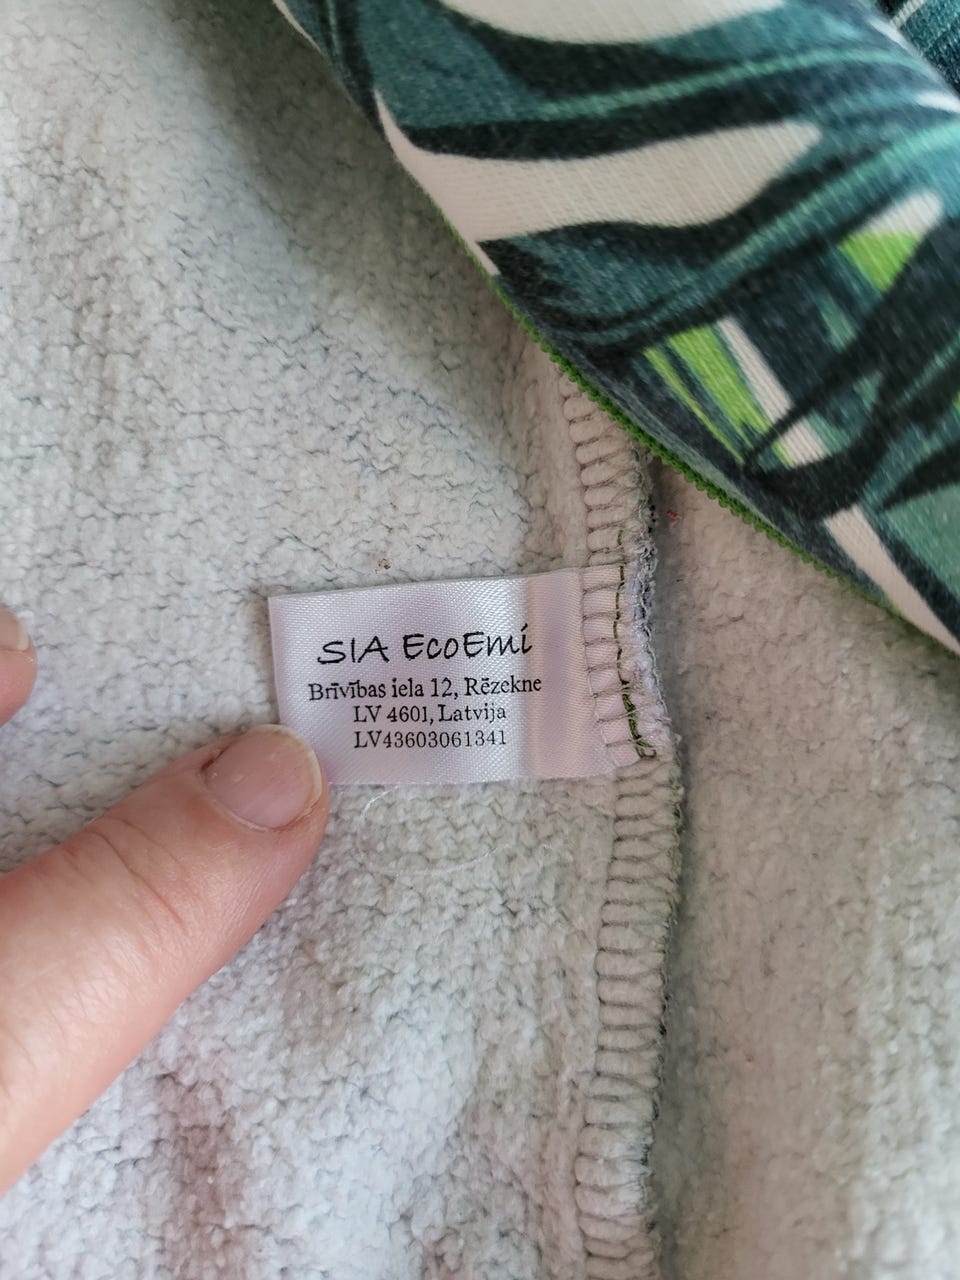 SIA EcoEmi
Brīvības iela 12, Rēzekne
LV 4601, Latvija
LV43603061341